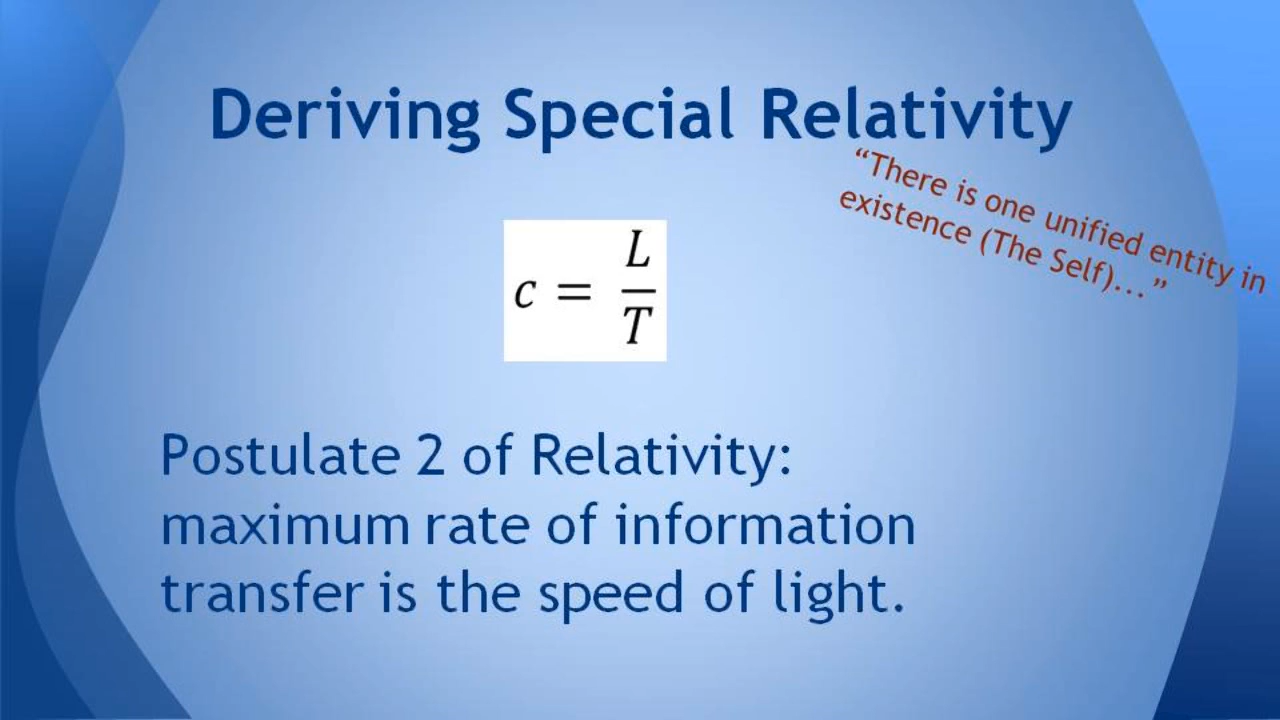 Deriving Special Relativity
“There is one unified entity in
existence (The Self)...”
c = L/T
Postulate 2 of Relativity:
maximum rate of information
transfer is the speed of light.